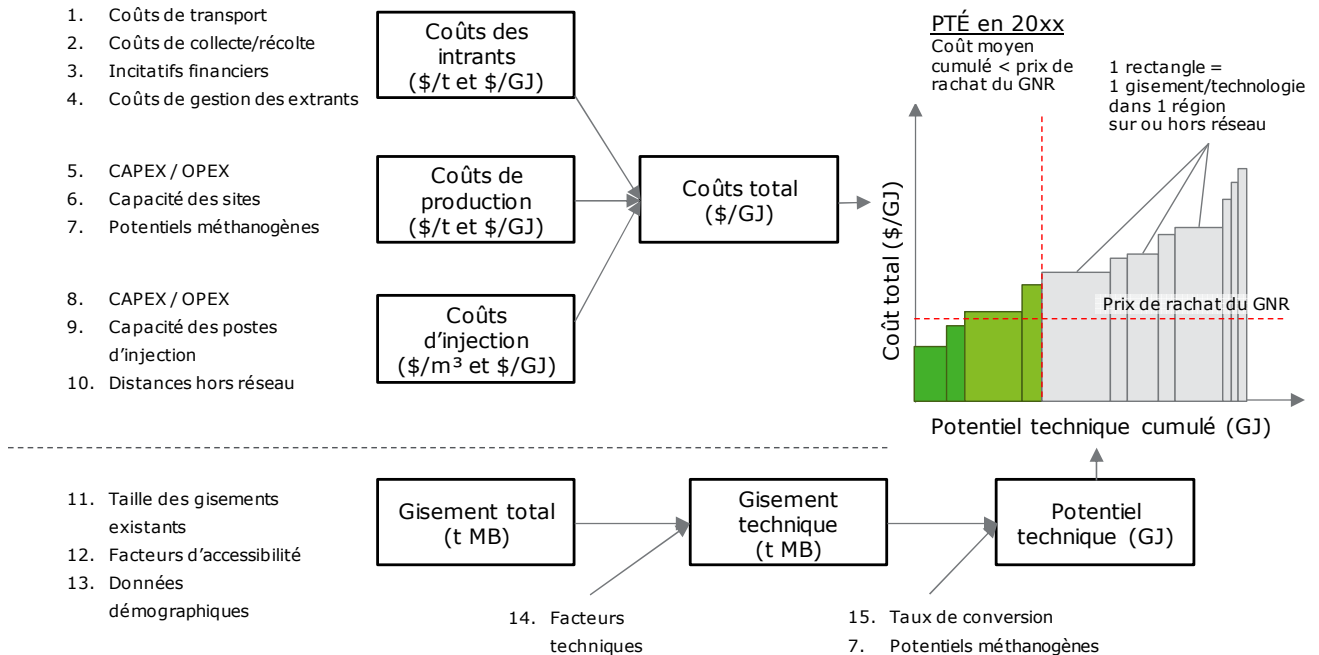 1. Coûts de transport
2. Coûts de collecte/récolte
3. Incitatifs financiers
4. Coûts de gestion des extrants
Coûts des
intrants
($/t et $/GJ)
5. CAPEX / OPEX
6. Capacité des sites
7. Potentiels méthanogènes
Coûts de
production
($/t et $/GJ)
8. CAPEX / OPEX
9. Capacité des postes
d'injection
10. Distances hors réseau
Coûts
d'injection
($/m³ et $/GJ)
Coûts total
($/GJ)
PTÉ en 20xx
Coût moyen
cumulé < prix de
rachat du GNR
1 rectangle =
1 gisement/technologie
dans 1 région
sur ou hors réseau
Coût total ($/GJ)
Prix de rachat du GNR
Potentiel technique cumulé (GJ)
11. Taille des gisements
existants
12. Facteurs d'accessibilité
13. Données
démographiques
Gisement total
(t MB)
Gisement
technique
(t MB)
Potentiel
technique (GJ)
14. Facteurs
techniques
15. Taux de conversion
7. Potentiels méthanogènes